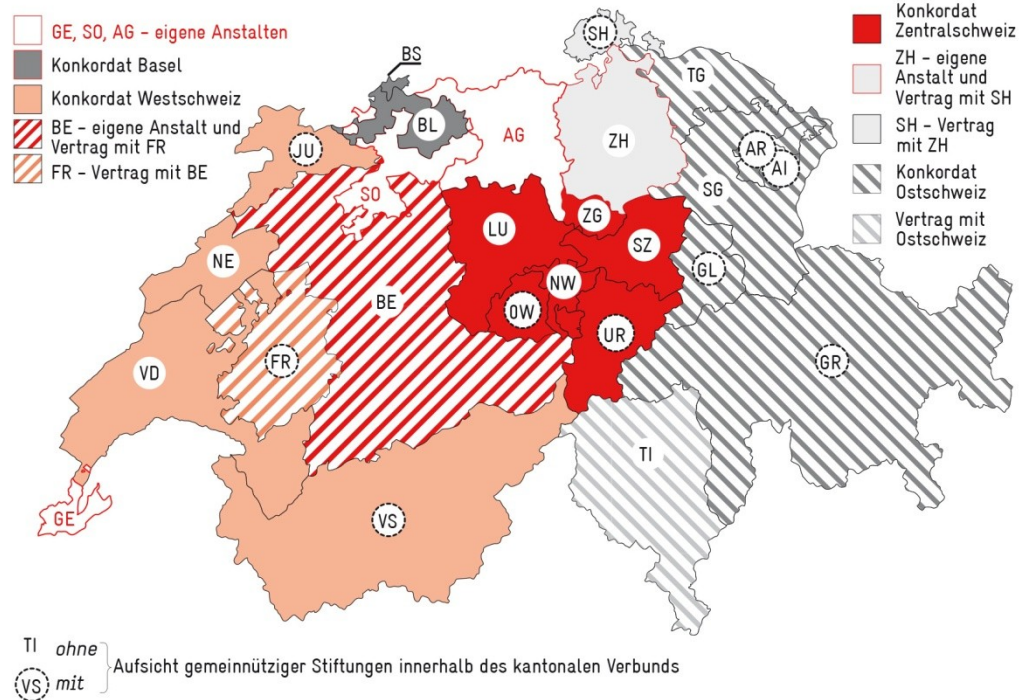 GE, SO, AG – eigene Anstalten
Konkordat Basel
Konkordat Westschweiz
BE – eigene Anstalt und
Vertrag mit FR
FR – Vertrag mit BE
Konkordat
Zentralschweiz
ZH – eigene
Anstalt und
Vertrag mit SH
SH – Vertrag
mit ZH
Konkordat
Ostschweiz
Vertrag mit
Ostschweiz
BS
SH
TG
BL
AG
ZH
JU
AR
AI
SO
SG
ZG
LU
SZ
NE
GL
NW
BE
OW
UR
VD
FR
GR
TI
GE
VS
TI ohne
VS mit
Aufsicht gemeinnütziger Stiftungen innerhalb des kantonalen Verbunds